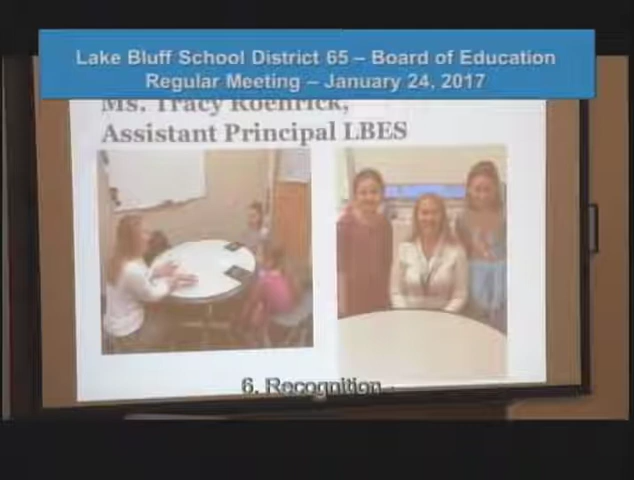 Lake Bluff School District 65 – Board of Education
Regular Meeting – January 24, 2017
Ms. Tracy Roehrick,
Assistant Principal LBES
6. Recognition